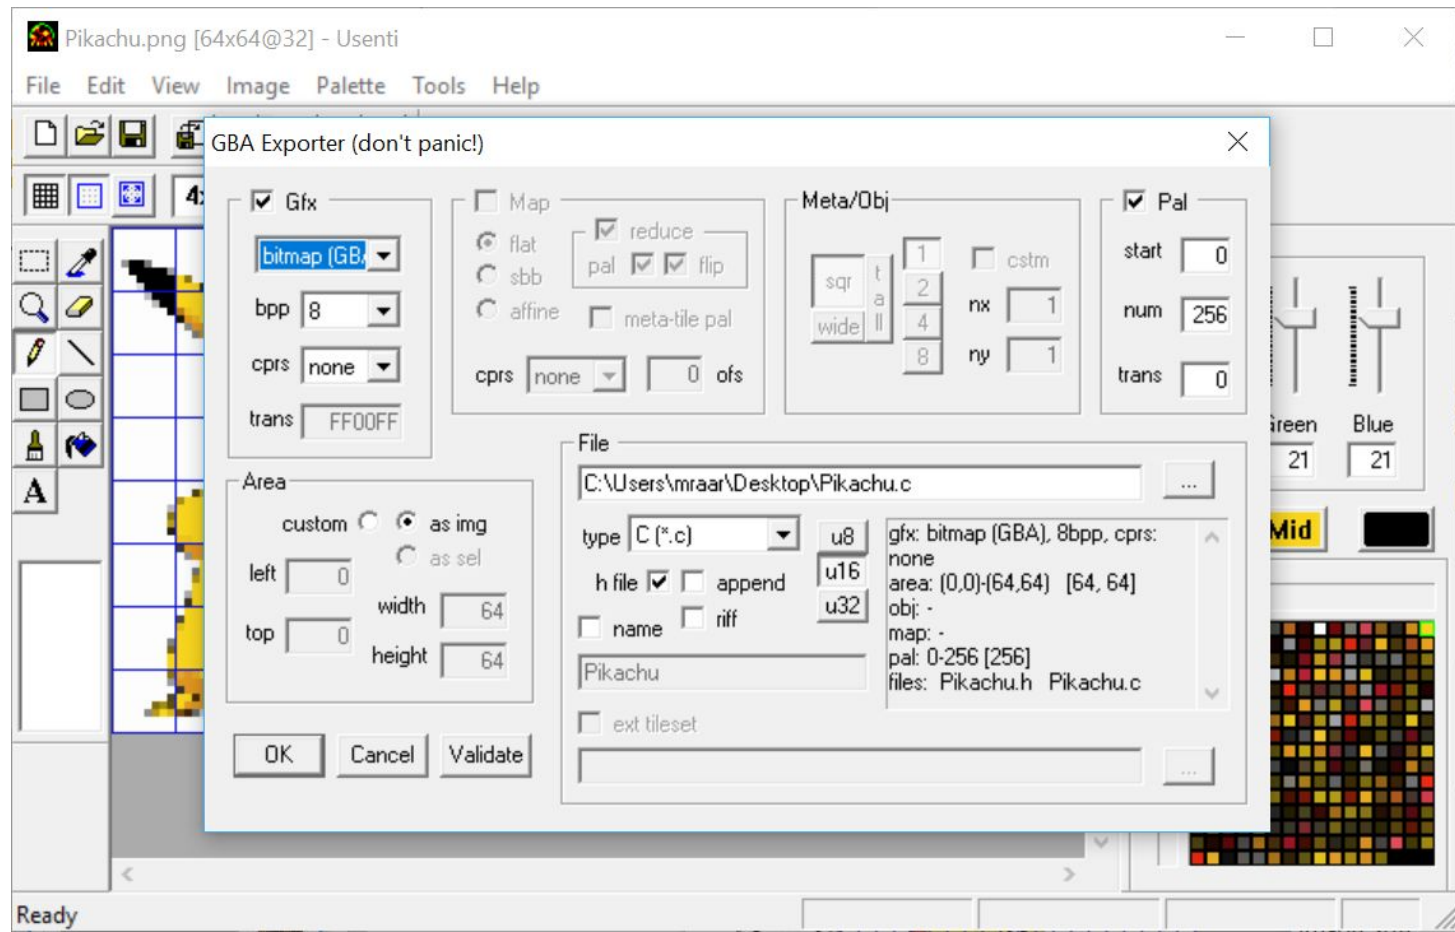 Pikachu.png [64x64@32] - Usenti
File Edit View Image Palette Tools Help
GBA Exporter (don't panic!)
Gfx
bitmap (GB
bpp 8
cprs none
trans FF00FF
Map
flat
sbb
affine
reduce
pal flip
meta-tile pal
cprs none 0 ofs
Meta/Obj
sqr
tall
wide
1
2
4
8
cstm
nx 1
ny 1
Pal
start 0
num 256
trans 0
Area
custom as img
as sel
left 0
width 64
top 0
height 64
OK Cancel Validate
File
C:\Users\mraar\Desktop\Pikachu.c ...
type C (*.c)
h file append
name riff
Pikachu
u8
u16
u32
gfx: bitmap (GBA), 8bpp, cprs:
none
area: (0,0)-(64,64) [64, 64]
obj: -
map: -
pal: 0-256 [256]
files: Pikachu.h Pikachu.c
ext tileset
...
Blue
21 21
Mid
A
Ready